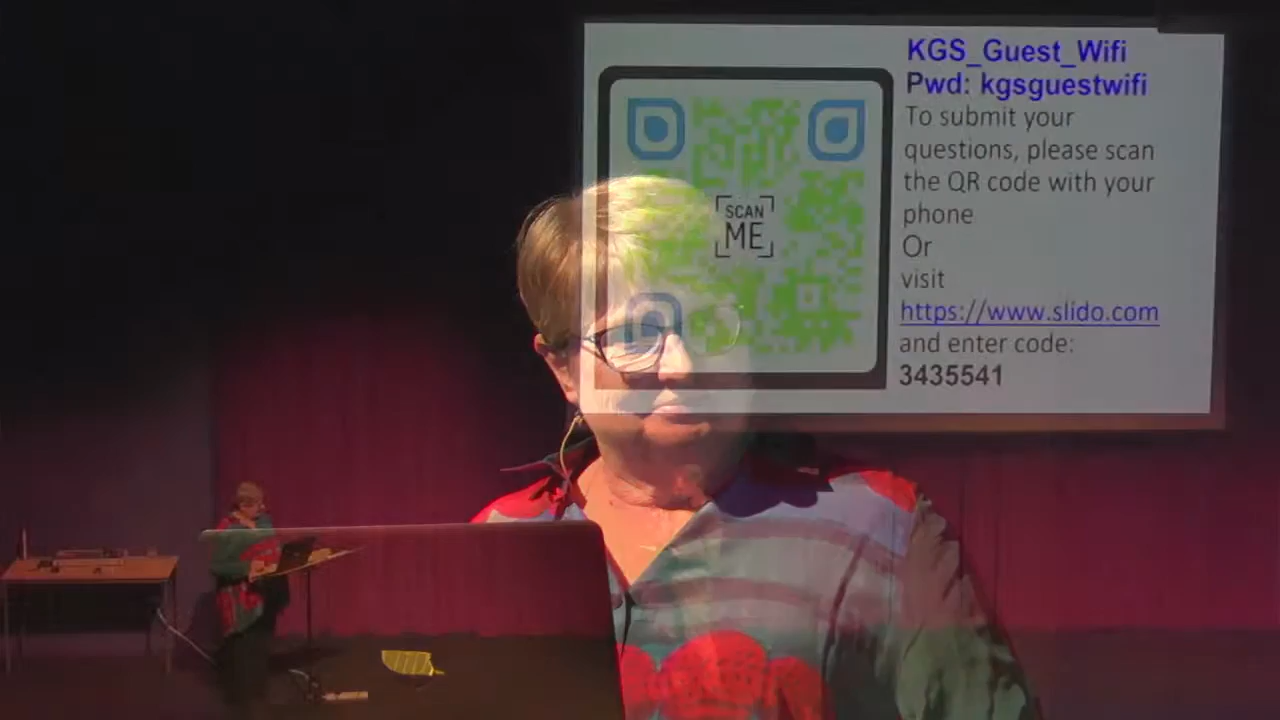 KGS_Guest_Wifi
Pwd: kgsguestwifi
To submit your
questions, please scan
the QR code with your
phone
Or
visit
https://www.slido.com
and enter code:
3435541
SCAN
ME